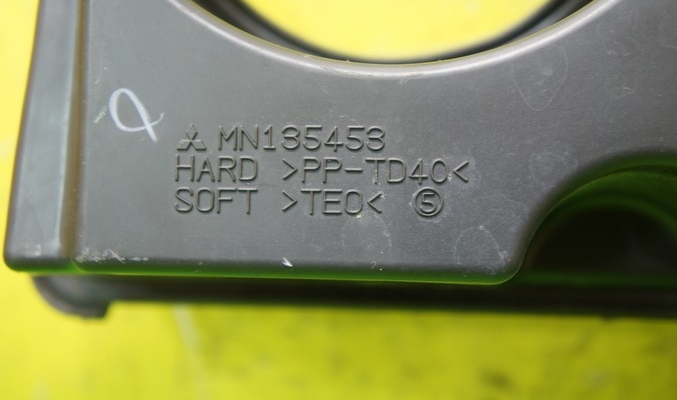 MN135453
HARD >PP-TD40<
SOFT >TEO< ⑤